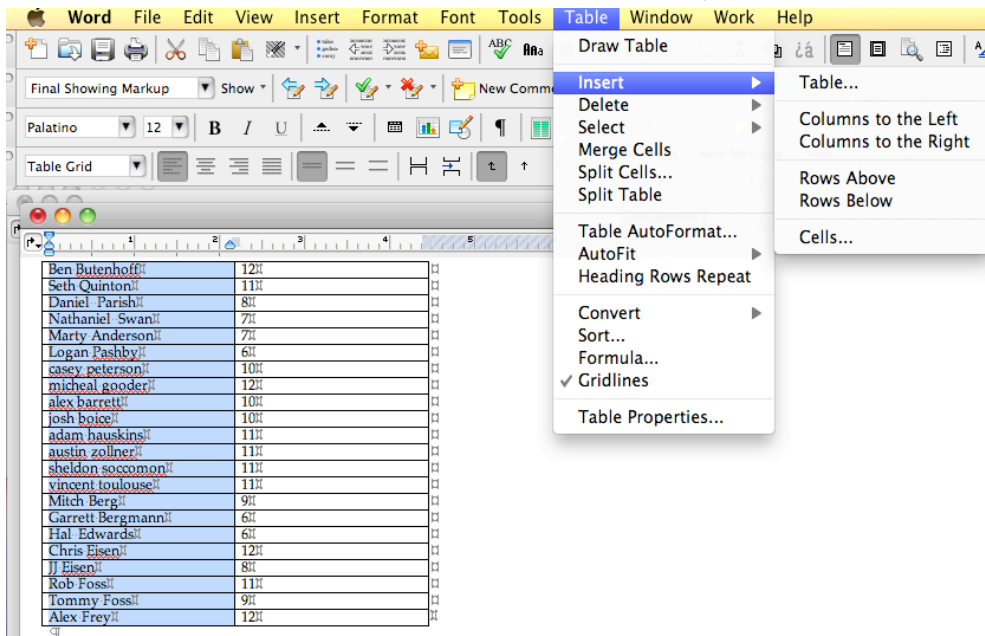 Word File Edit View Insert Format Font Tools Table Window Work Help
ABC
Final Showing Markup Show New Comme
Palatino 12 B I U ¶
Table Grid
Draw Table
Insert
Delete
Select
Merge Cells
Split Cells...
Split Table
Table AutoFormat...
AutoFit
Heading Rows Repeat
Convert
Sort...
Formula...
✓ Gridlines
Table Properties...
Table...
Columns to the Left
Columns to the Right
Rows Above
Rows Below
Cells...
1 2 3 4 5
Ben Butenhoff 12
Seth Quinton 11
Daniel Parish 8
Nathaniel Swan 7
Marty Anderson 7
Logan Pashby 6
casey peterson 10
micheal gooder 12
alex barrett 10
josh boice 10
adam hauskins 11
austin zollner 11
sheldon soccomon 11
vincent toulouse 11
Mitch Berg 9
Garrett Bergmann 6
Hal Edwards 6
Chris Eisen 12
JJ Eisen 8
Rob Foss 11
Tommy Foss 9
Alex Frey 12